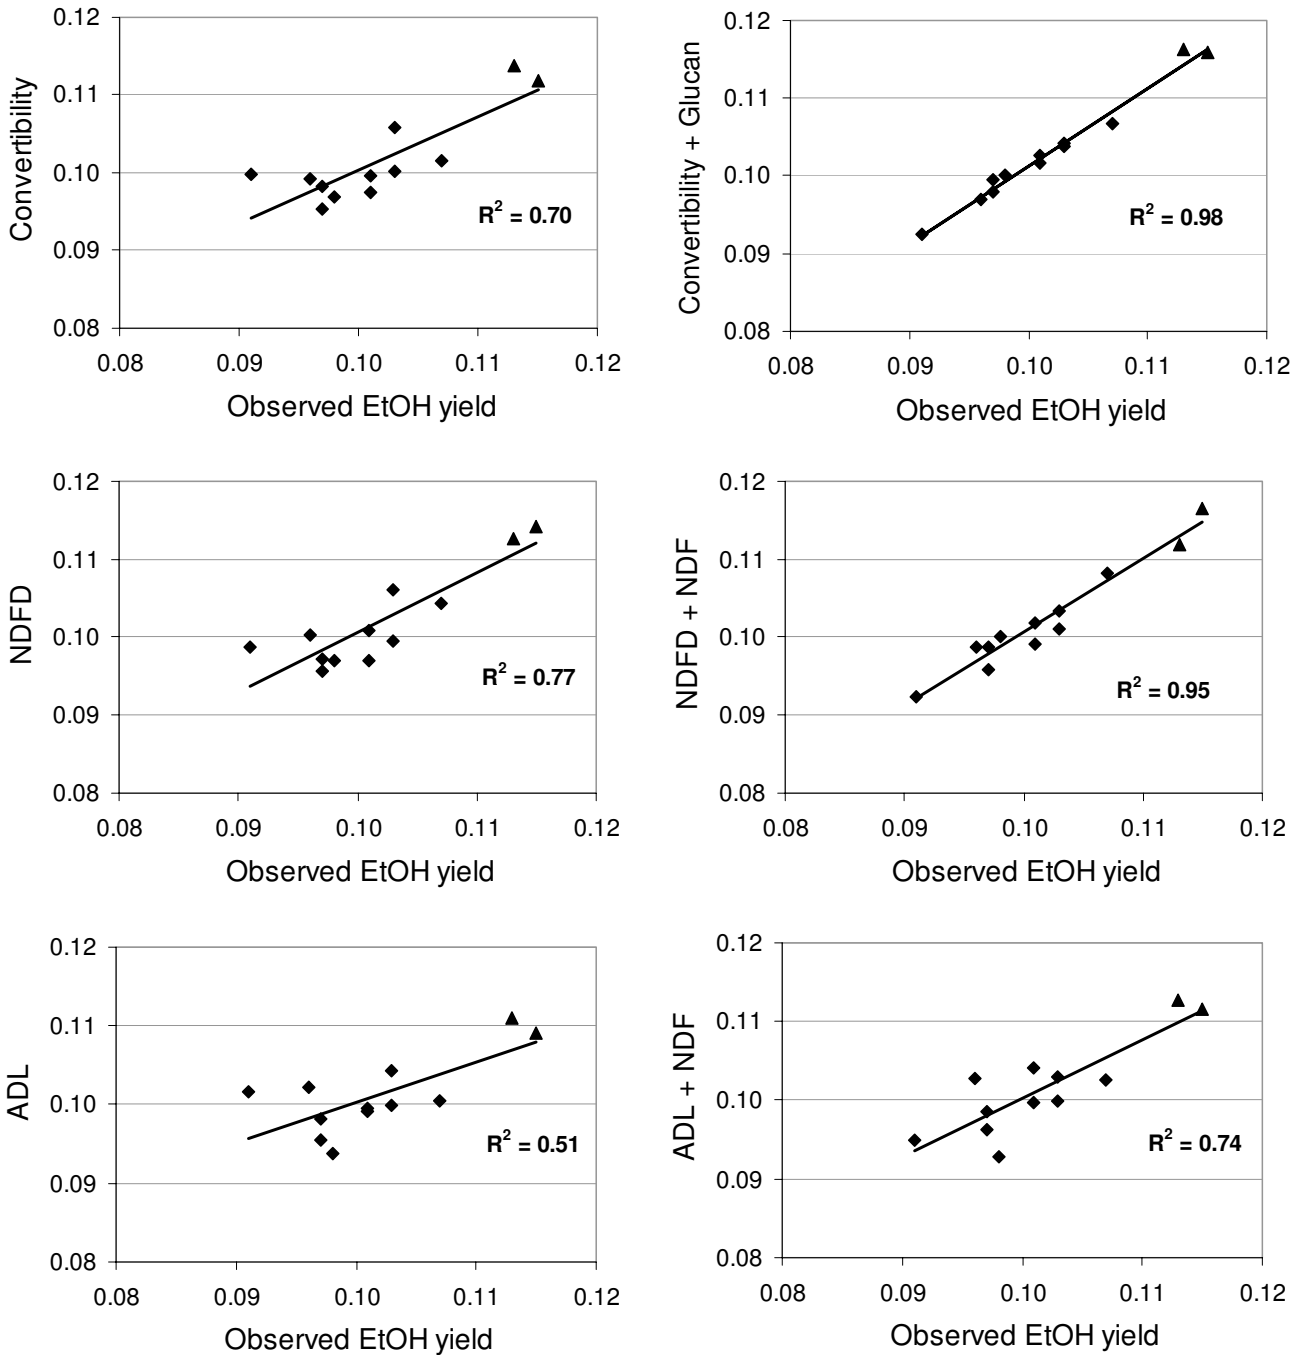 0.12
0.11
0.10
0.09
0.08
Convertibility
R² = 0.70
0.08 0.09 0.10 0.11 0.12
Observed EtOH yield
0.12
0.11
0.10
0.09
0.08
Convertibility + Glucan
R² = 0.98
0.08 0.09 0.10 0.11 0.12
Observed EtOH yield
0.12
0.11
0.10
0.09
0.08
NDFD
R² = 0.77
0.08 0.09 0.10 0.11 0.12
Observed EtOH yield
0.12
0.11
0.10
0.09
0.08
NDFD + NDF
R² = 0.95
0.08 0.09 0.10 0.11 0.12
Observed EtOH yield
0.12
0.11
0.10
0.09
0.08
ADL
R² = 0.51
0.08 0.09 0.10 0.11 0.12
Observed EtOH yield
0.12
0.11
0.10
0.09
0.08
ADL + NDF
R² = 0.74
0.08 0.09 0.10 0.11 0.12
Observed EtOH yield